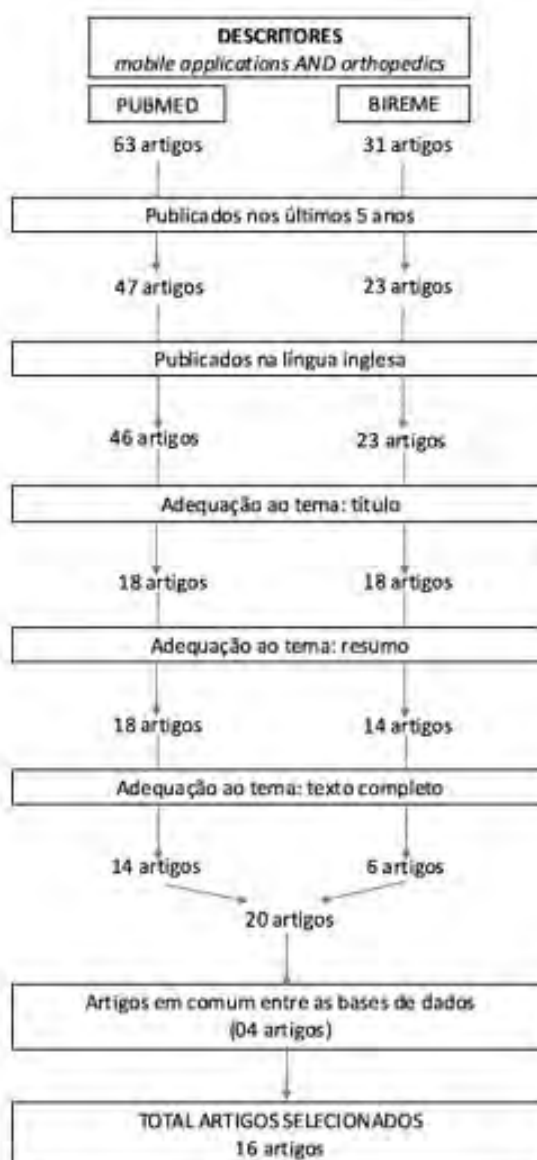 DESCRITORES
mobile applications AND orthopedics
PUBMED BIREME
63 artigos 31 artigos
Publicados nos últimos 5 anos
47 artigos 23 artigos
Publicados na língua inglesa
46 artigos 23 artigos
Adequação ao tema: título
18 artigos 18 artigos
Adequação ao tema: resumo
18 artigos 14 artigos
Adequação ao tema: texto completo
14 artigos 6 artigos
20 artigos
Artigos em comum entre as bases de dados
(04 artigos)
TOTAL ARTIGOS SELECIONADOS
16 artigos